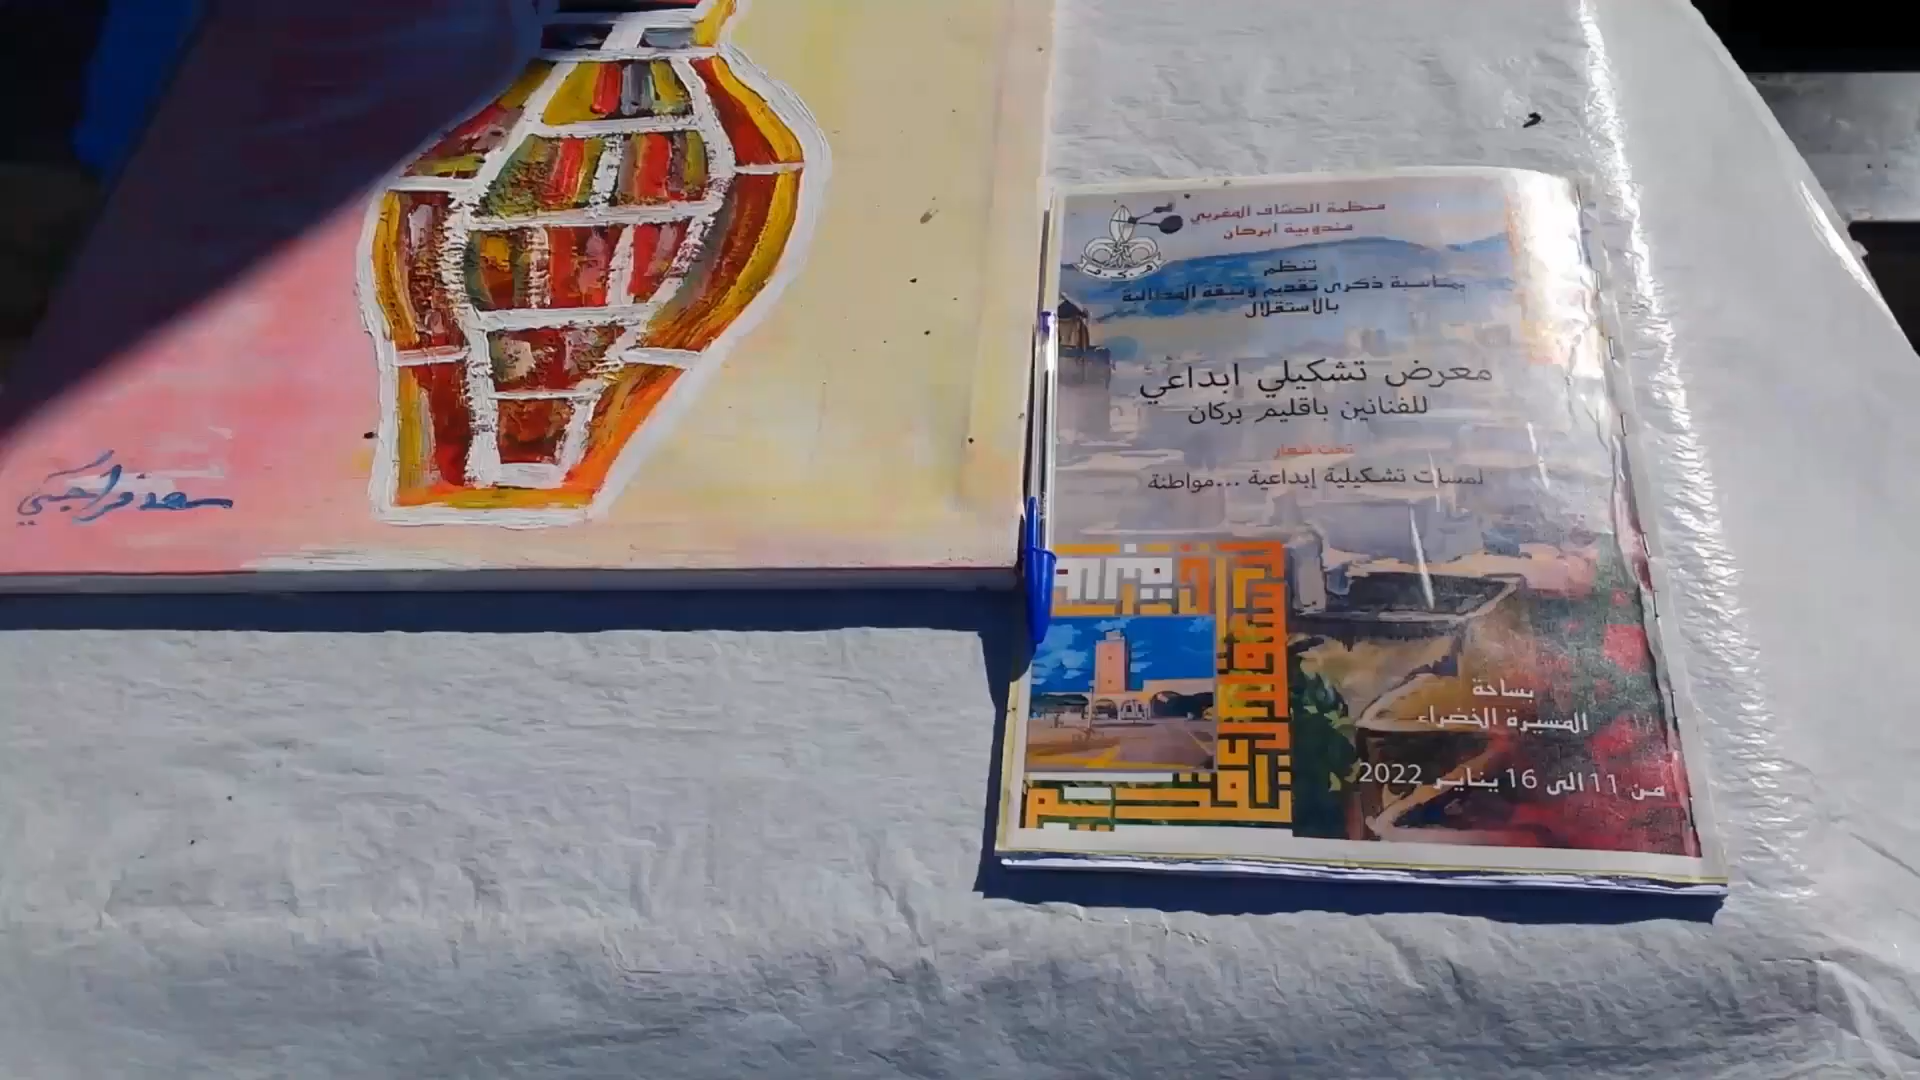 منظمة الكشاف المغربي
مندوبية ابركان
تنظم
بمناسبة ذكرى تقديم وثيقة المطالبة
بالاستقلال
معرض تشكيلي ابداعي
للفنانين باقليم بركان
تحت شعار
لمسات تشكيلية إبداعية ...مواطنة
بساحة
المسيرة الخضراء
من 11 الى 16 يناير 2022